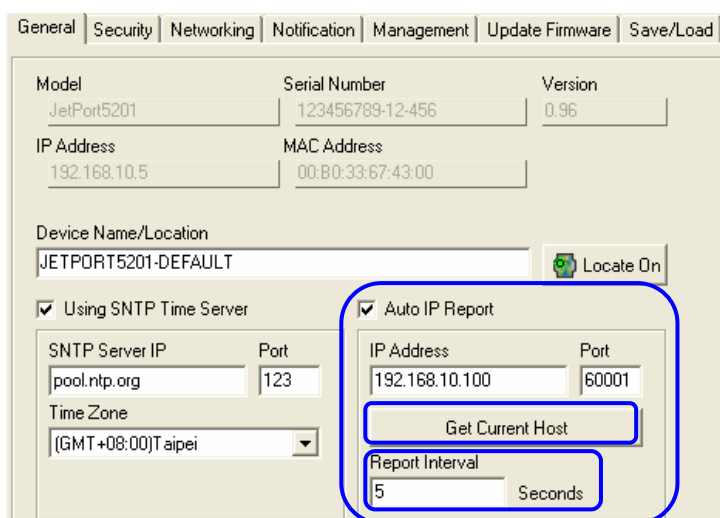 General Security Networking Notification Management Update Firmware Save/Load
Model Serial Number Version
JetPort5201 123456789-12-456 0.96
IP Address MAC Address
192.168.10.5 00:B0:33:67:43:00
Device Name/Location
JETPORT5201-DEFAULT Locate On
Using SNTP Time Server Auto IP Report
SNTP Server IP Port IP Address Port
pool.ntp.org 123 192.168.10.100 60001
Time Zone Get Current Host
(GMT+08:00)Taipei Report Interval
5 Seconds